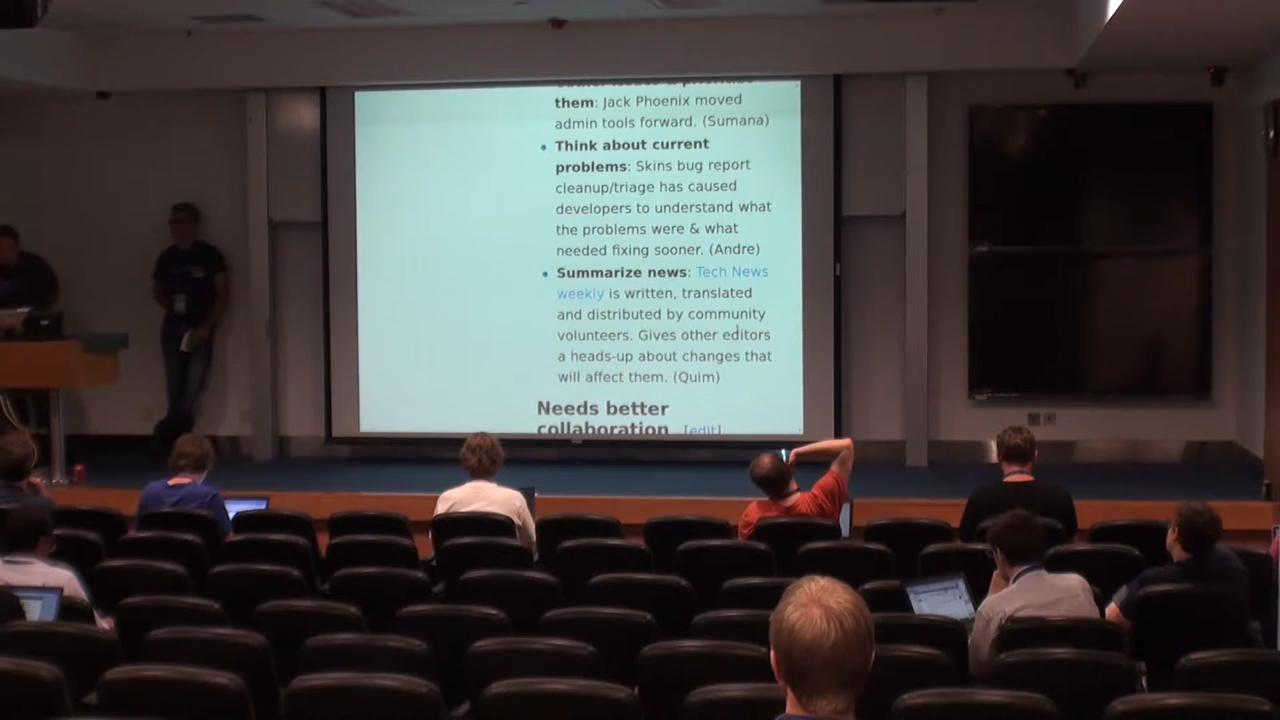 them: Jack Phoenix moved
admin tools forward. (Sumana)
• Think about current
problems: Skins bug report
cleanup/triage has caused
developers to understand what
the problems were & what
needed fixing sooner. (Andre)
• Summarize news: Tech News
weekly is written, translated
and distributed by community
volunteers. Gives other editors
a heads-up about changes that
will affect them. (Quim)
Needs better
collaboration [edit]